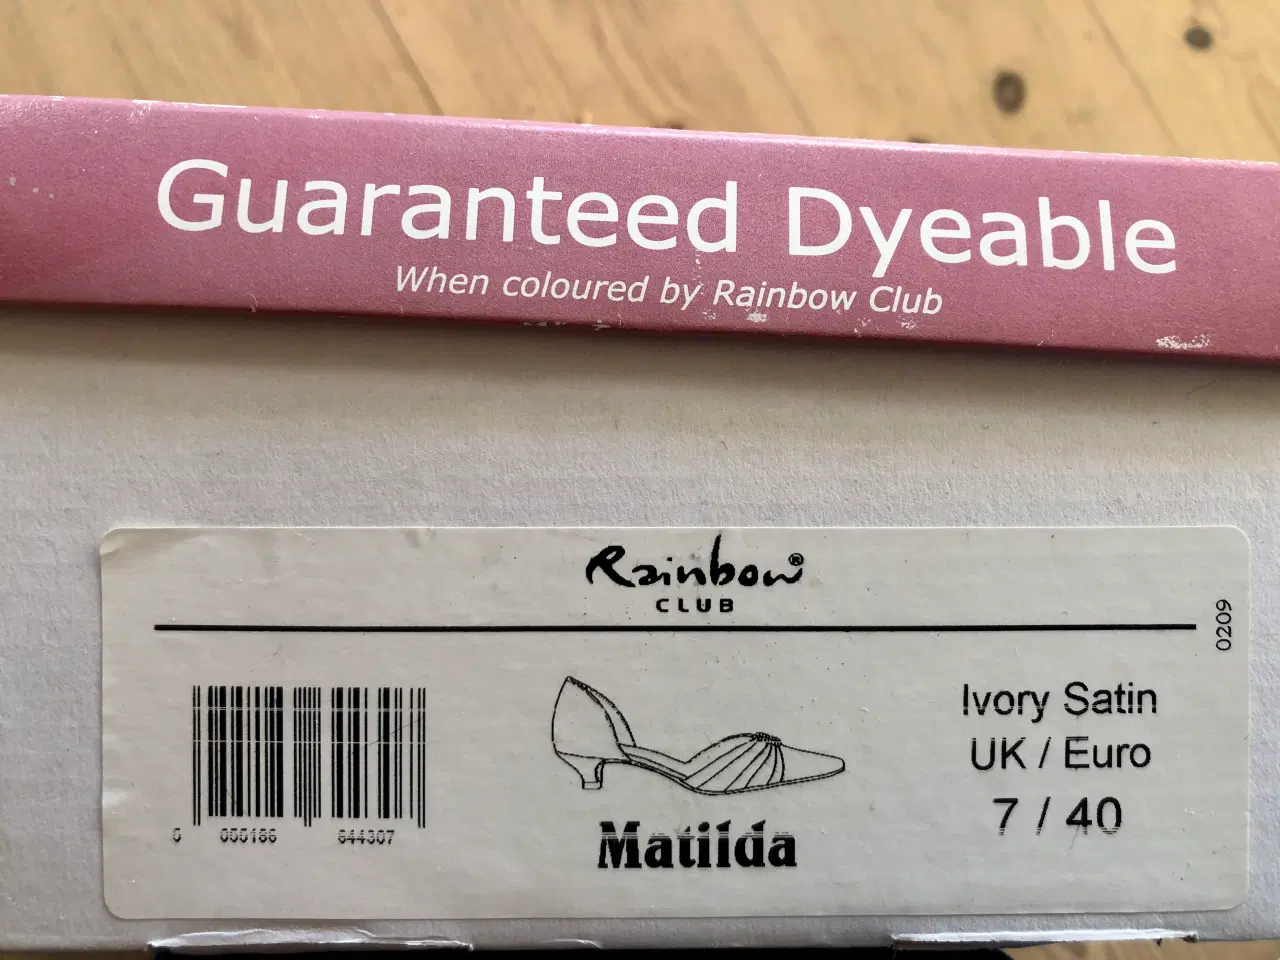 Guaranteed Dyeable
When coloured by Rainbow Club
Rainbow®
CLUB
0209
Ivory Satin
UK / Euro
7 / 40
Matilda